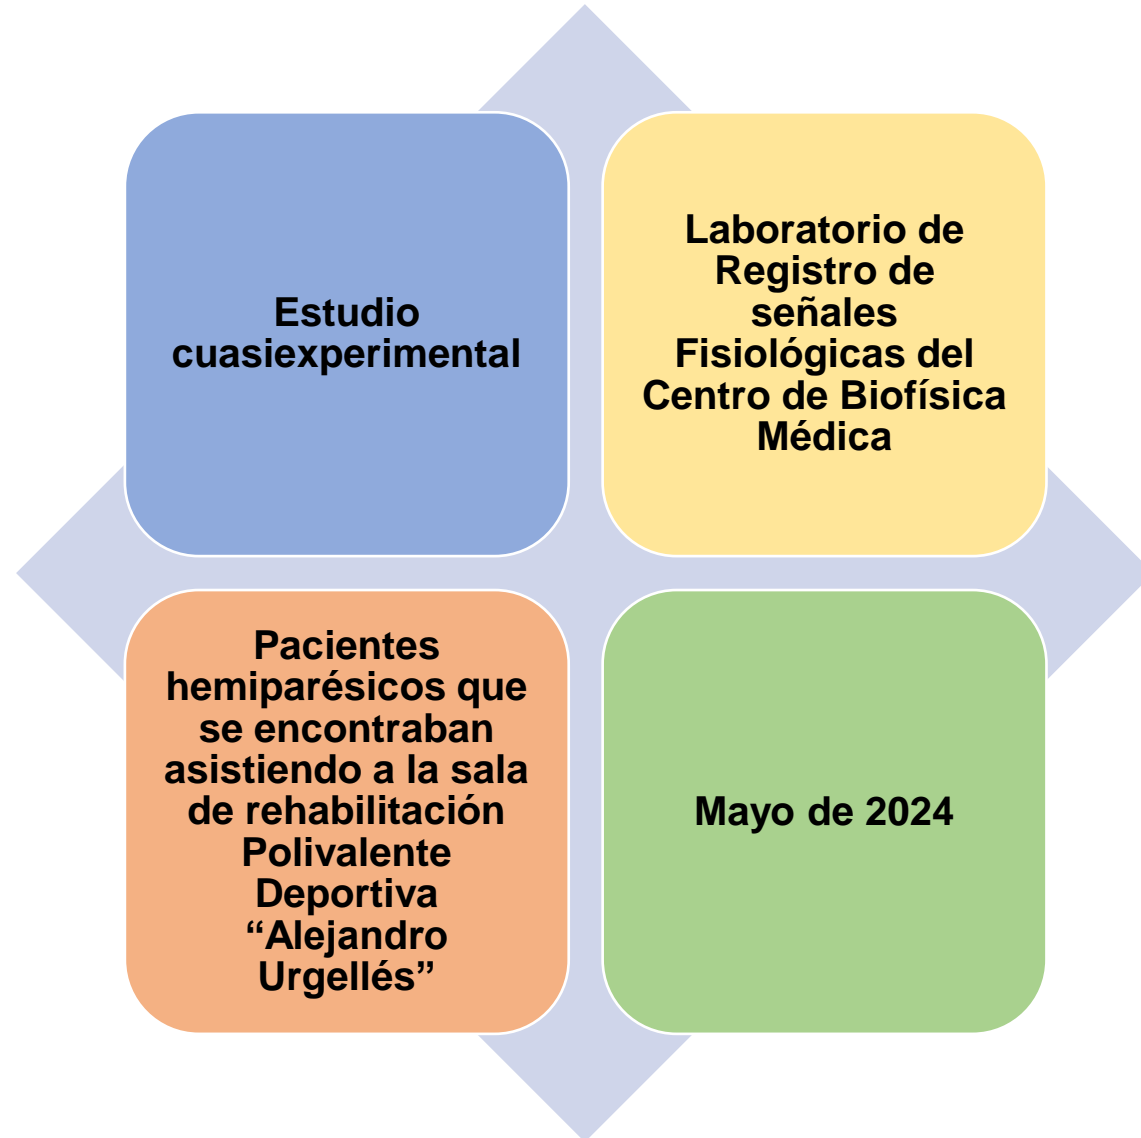 Estudio
cuasiexperimental
Laboratorio de
Registro de
señales
Fisiológicas del
Centro de Biofísica
Médica
Pacientes
hemiparésicos que
se encontraban
asistiendo a la sala
de rehabilitación
Polivalente
Deportiva
“Alejandro
Urgellés”
Mayo de 2024